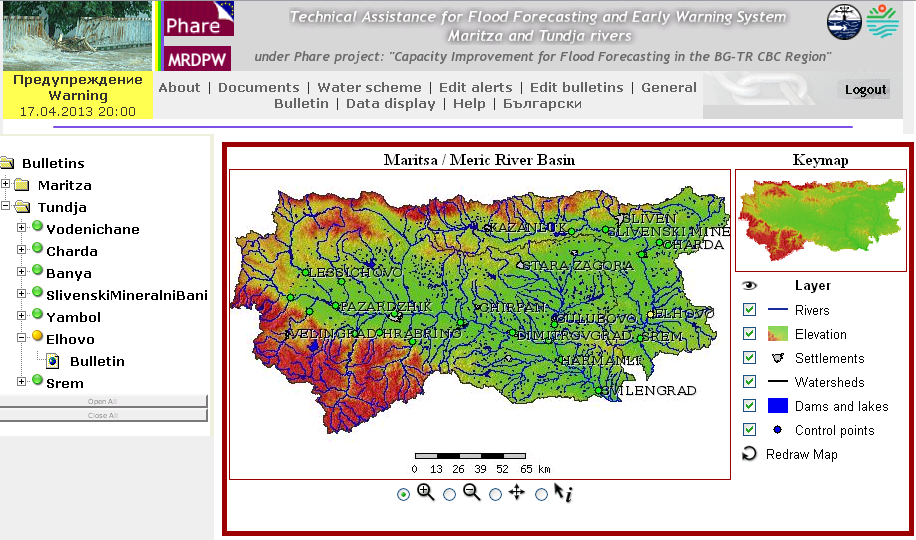 Phare
MRDPW
Technical Assistance for Flood Forecasting and Early Warning System
Maritza and Tundja rivers
under Phare project: "Capacity Improvement for Flood Forecasting in the BG-TR CBC Region"
Предупреждение
Warning
17.04.2013 20:00
About | Documents | Water scheme | Edit alerts | Edit bulletins | General
Bulletin | Data display | Help | Български
Logout
Bulletins
Maritza
Tundja
Vodenichane
Charda
Banya
SlivenskiMineralniBani
Yambol
Elhovo
Bulletin
Srem
Open All
Close All
Maritsa / Meric River Basin
SLIVEN
KAZANLUK
SLIVENSKI MINE
CHARDA
STARA ZAGORA
LESSICHOVO
PAZARDZHIK
CHIRPAN
GULUBOVO
ELHOVO
VELINGRAD
HRABRINO
DIMITROVGRAD
SREM
HARMANLI
SVILENGRAD
0 13 26 39 52 65 km
Keymap
Layer
Rivers
Elevation
Settlements
Watersheds
Dams and lakes
Control points
Redraw Map